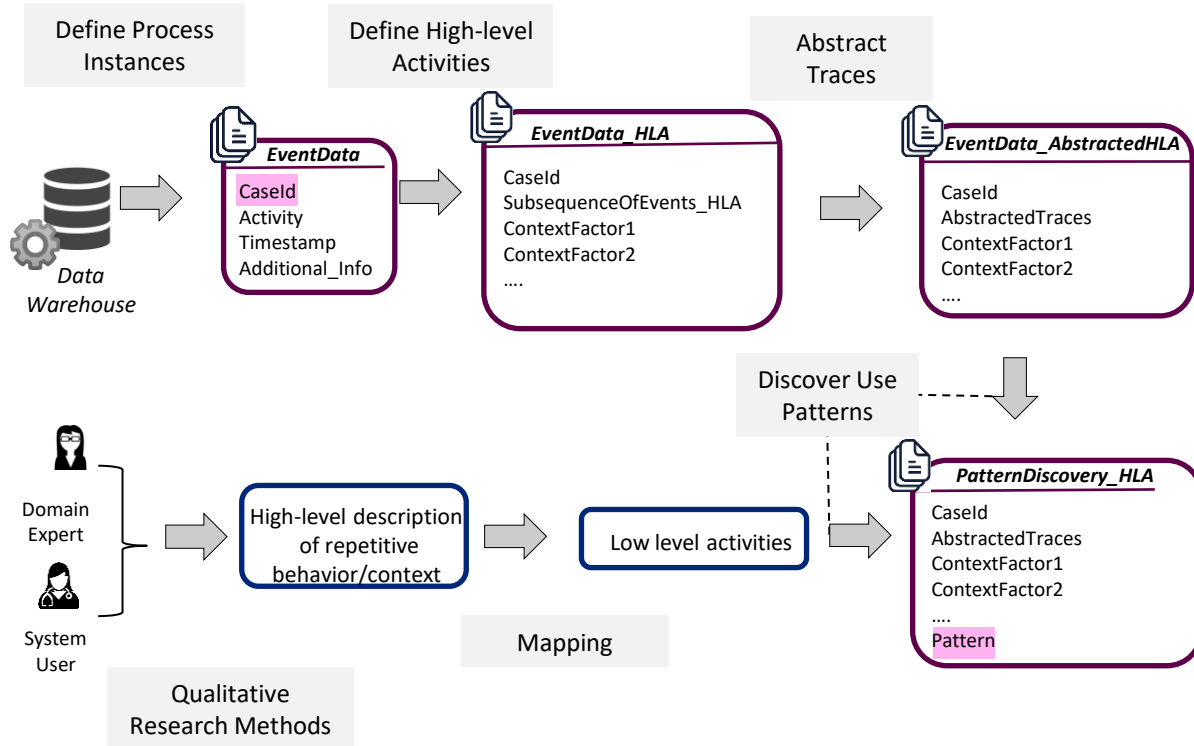 Define Process
Instances
Define High-level
Activities
Abstract
Traces
EventData
CaseId
Activity
Timestamp
Additional_Info
EventData_HLA
CaseId
SubsequenceOfEvents_HLA
ContextFactor1
ContextFactor2
....
EventData_AbstractedHLA
CaseId
AbstractedTraces
ContextFactor1
ContextFactor2
....
Data
Warehouse
Discover Use
Patterns
Domain
Expert
System
User
High-level description
of repetitive
behavior/context
Low level activities
PatternDiscovery_HLA
CaseId
AbstractedTraces
ContextFactor1
ContextFactor2
....
Pattern
Mapping
Qualitative
Research Methods